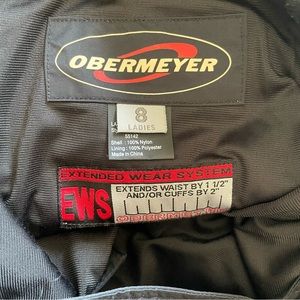 OBERMEYER
8
LADIES
55142
Shell : 100% Nylon
Lining : 100% Polyester
Made in China
EXTENDED WEAR SYSTEM
EWS
EXTENDS WAIST BY 1 1/2"
AND/OR CUFFS BY 2"